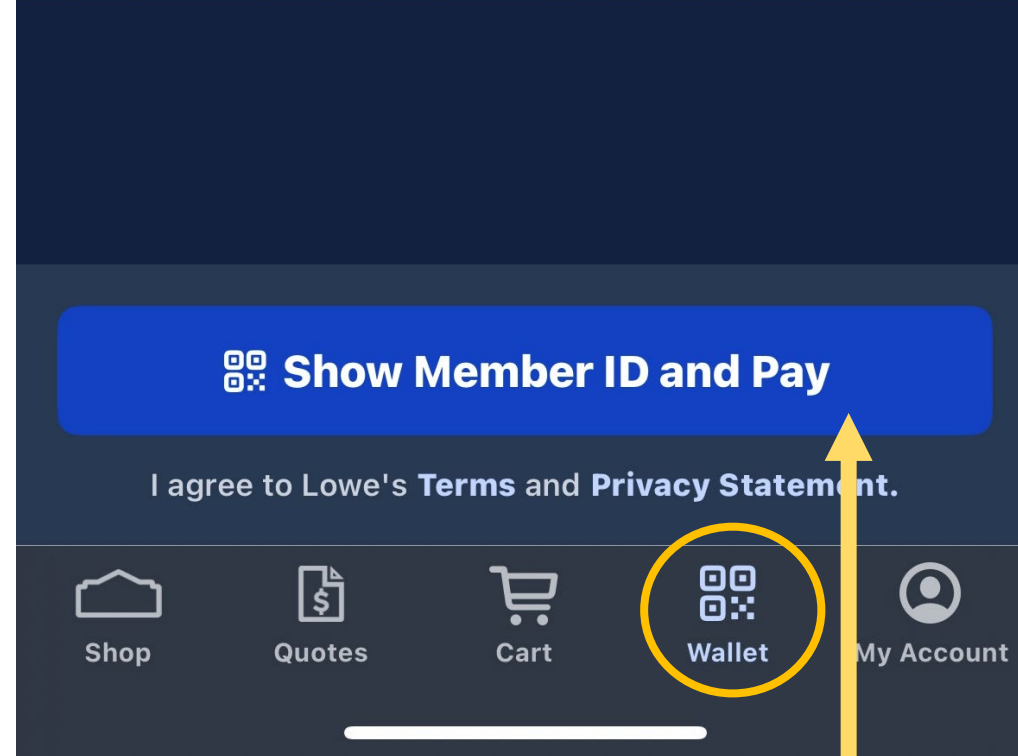 Show Member ID and Pay
I agree to Lowe's Terms and Privacy Statement.
Shop
Quotes
Cart
Wallet
My Account